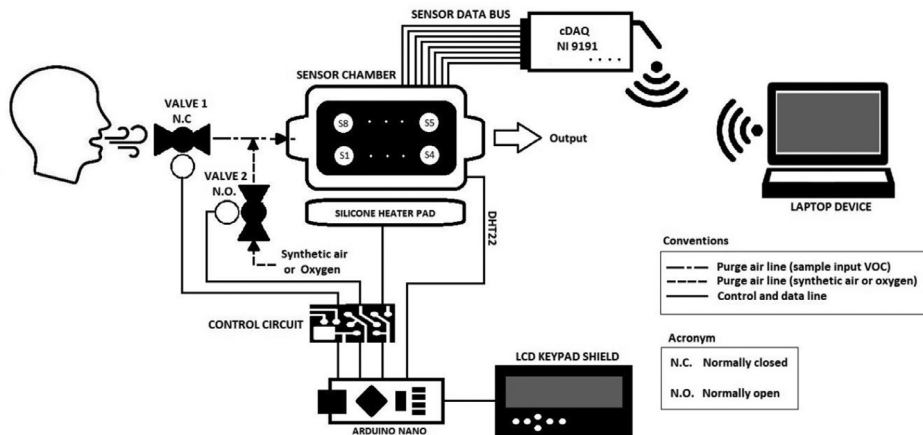 SENSOR DATA BUS
cDAQ
NI 9191
SENSOR CHAMBER
VALVE 1
N.C
S8 . . . S5
S1 . . . S4
Output
VALVE 2
N.O.
SILICONE HEATER PAD
DHT22
LAPTOP DEVICE
Synthetic air
or Oxygen
Conventions
Purge air line (sample input VOC)
Purge air line (synthetic air or oxygen)
Control and data line
CONTROL CIRCUIT
Acronym
N.C. Normally closed
N.O. Normally open
LCD KEYPAD SHIELD
ARDUINO NANO